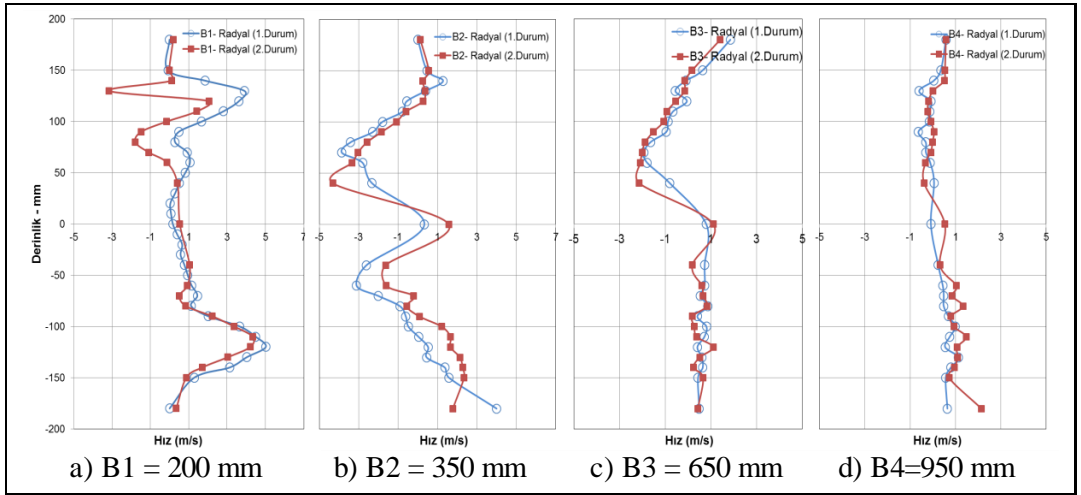 200
150
100
50
0
-50
-100
-150
-200
Derinlik - mm
B1- Radyal (1.Durum)
B1- Radyal (2.Durum)
-5 -3 -1 1 3 5 7
Hız (m/s)
B2- Radyal (1.Durum)
B2- Radyal (2.Durum)
-5 -3 -1 1 3 5 7
Hız (m/s)
B3- Radyal (1.Durum)
B3- Radyal (2.Durum)
-5 -3 -1 1 3 5
Hız (m/s)
B4- Radyal (1.Durum)
B4- Radyal (2.Durum)
-5 -3 -1 1 3 5
Hız (m/s)
a) B1 = 200 mm
b) B2 = 350 mm
c) B3 = 650 mm
d) B4=950 mm